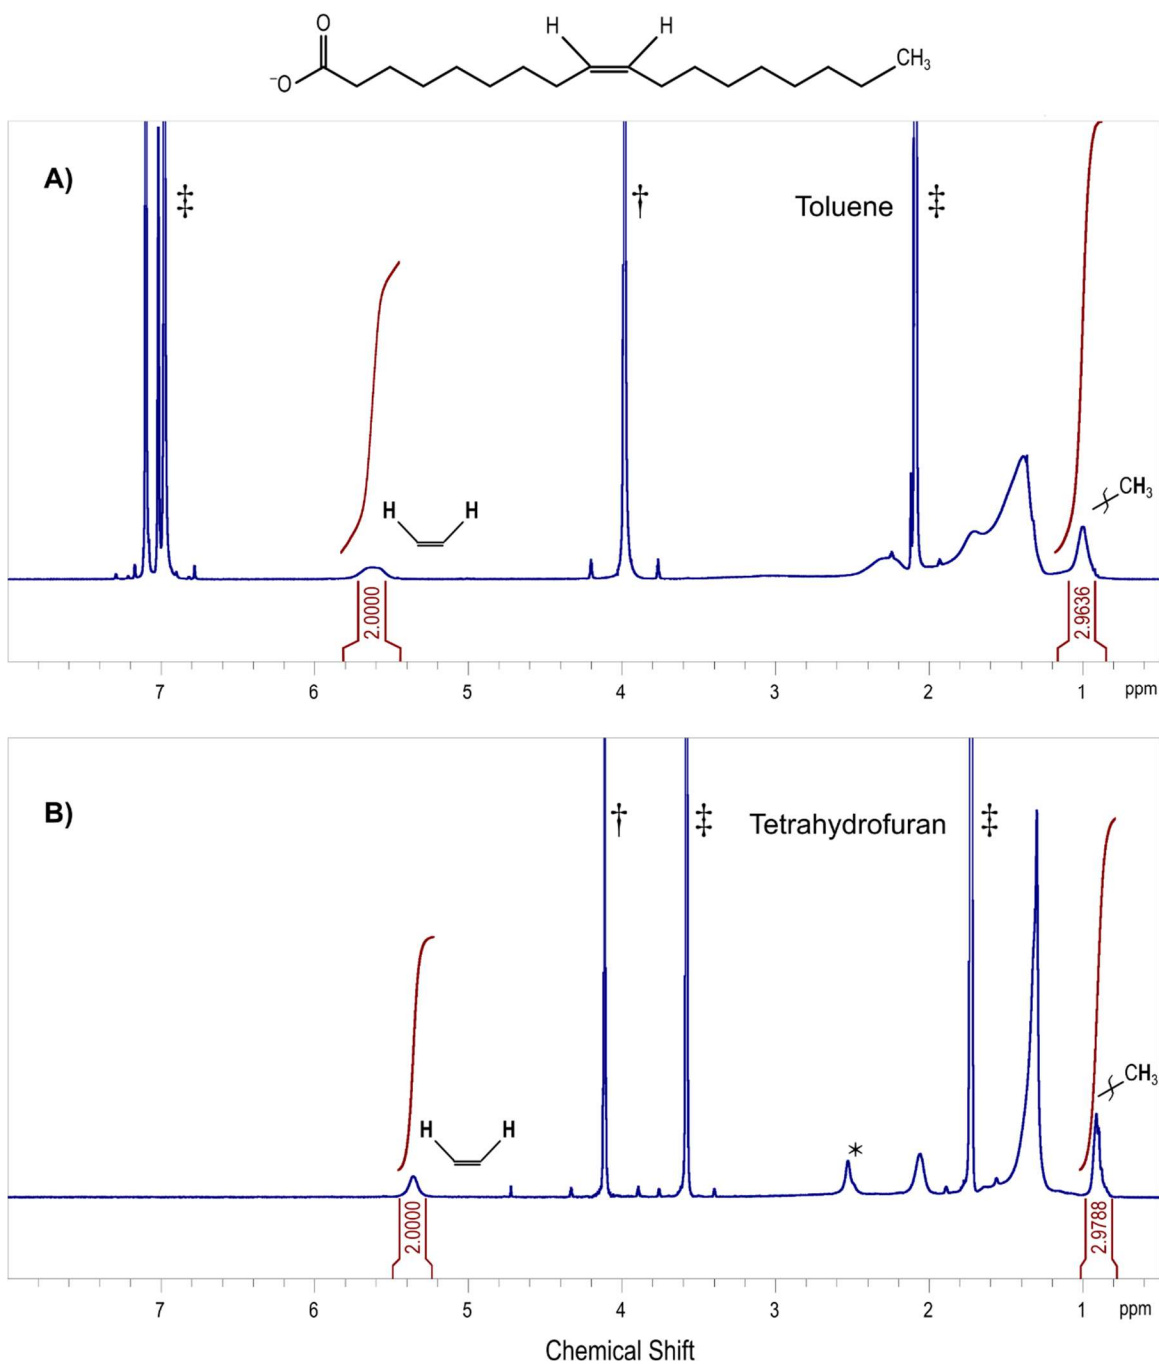 O
H H
⁻O CH₃
A)
‡ † Toluene ‡
H H
CH₃
2.0000 2.9636
7 6 5 4 3 2 1 ppm
B)
† ‡ Tetrahydrofuran ‡
H H
*
CH₃
2.0000 2.9788
7 6 5 4 3 2 1 ppm
Chemical Shift